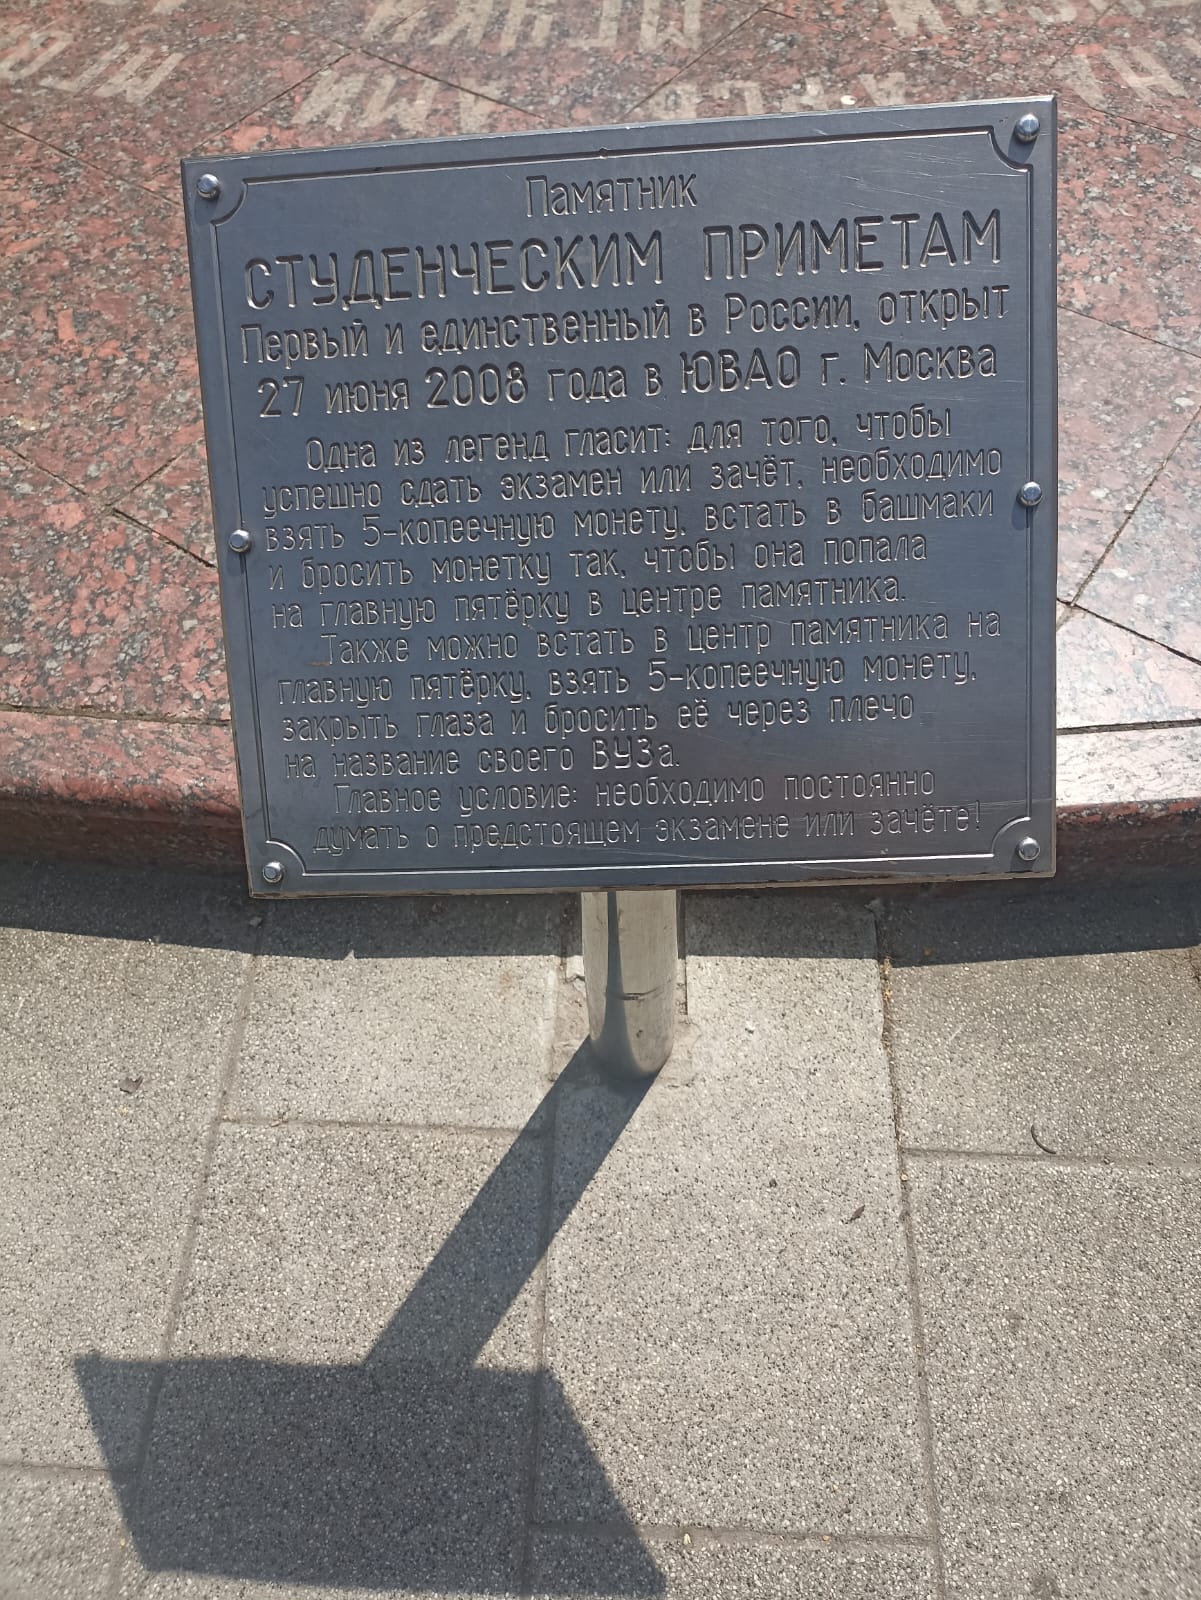 Памятник
СТУДЕНЧЕСКИМ ПРИМЕТАМ
Первый и единственный в России, открыт
27 июня 2008 года в ЮВАО г. Москва
Одна из легенд гласит: для того, чтобы
успешно сдать экзамен или зачёт, необходимо
взять 5-копеечную монету, встать в башмаки
и бросить монетку так, чтобы она попала
на главную пятёрку в центре памятника.
Также можно встать в центр памятника на
главную пятёрку, взять 5-копеечную монету,
закрыть глаза и бросить её через плечо
на название своего ВУЗа.
Главное условие: необходимо постоянно
думать о предстоящем экзамене или зачёте!